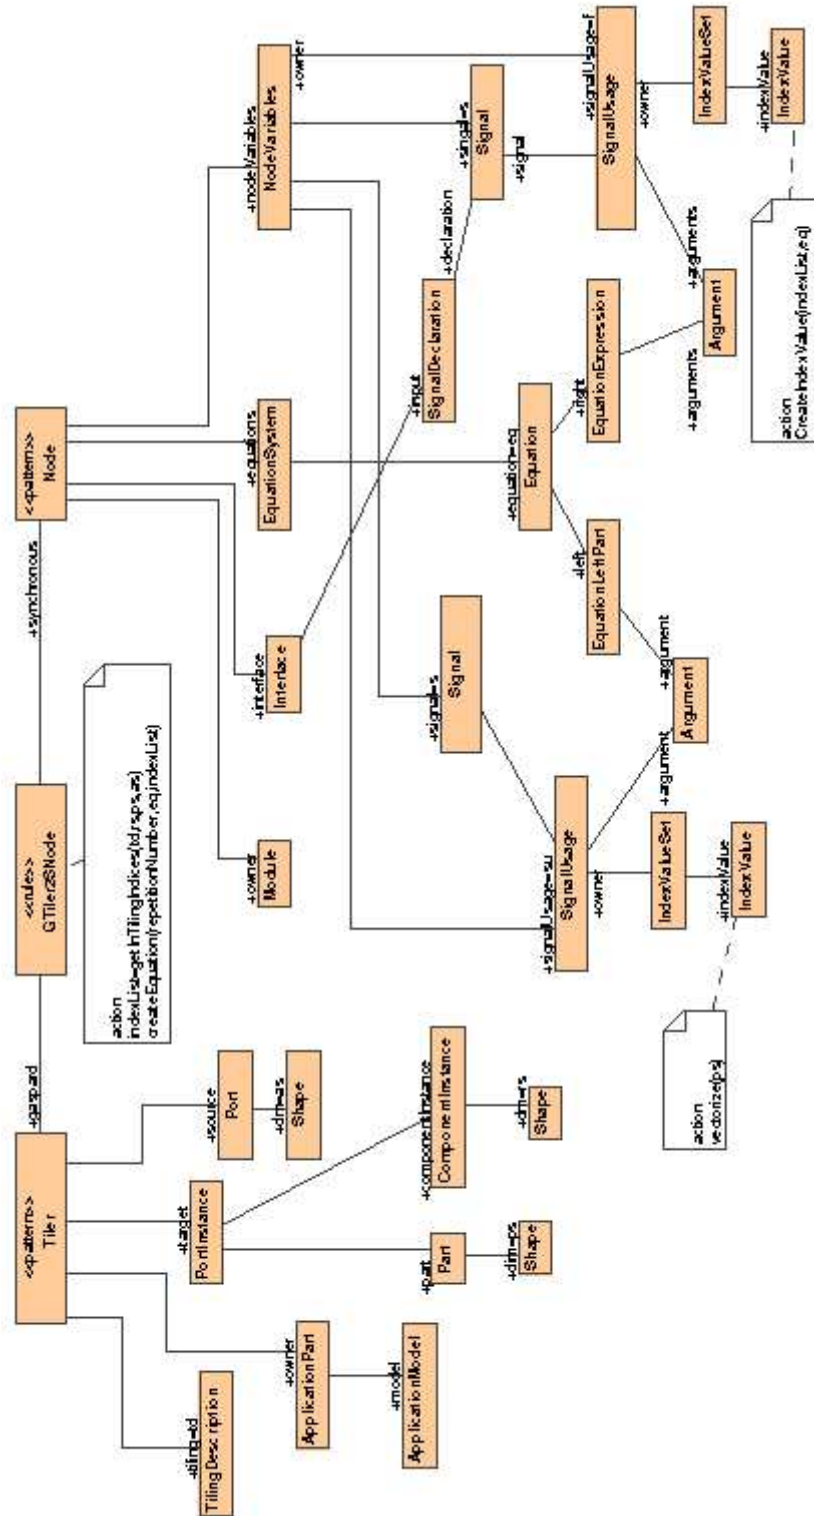 <<pattern>>
Tiler
+gaspard
<<rule>>
GTiler2SNode
+synchronous
<<pattern>>
Node
action
indexList=getInTilingIndices(td,rs,ps,as)
createEquation(repetitionNumber,eq,indexList)
+tiling=td
TilingDescription
+owner
ApplicationPart
+model
ApplicationModel
+target
PortInstance
+part
Part
+dim=ps
Shape
+componentInstance
ComponentInstance
+dim=rs
Shape
+source
Port
+dim=as
Shape
+owner
Module
+interface
Interface
+equations
EquationSystem
+nodeVariables
NodeVariables
+owner
+input
SignalDeclaration
+declaration
+singal=s
Signal
+signal
+signal=s
Signal
+equation=eq
Equation
+left
EquationLeftPart
+right
EquationExpression
+signalUsage=su
SignalUsage
+owner
+argument
+argument
Argument
IndexValueSet
+indexValue
IndexValue
action
vectorize(ps)
+signalUsage=f
SignalUsage
+owner
+arguments
+arguments
Argument
IndexValueSet
+indexValue
IndexValue
action
CreateIndexValue(indexList,eq)